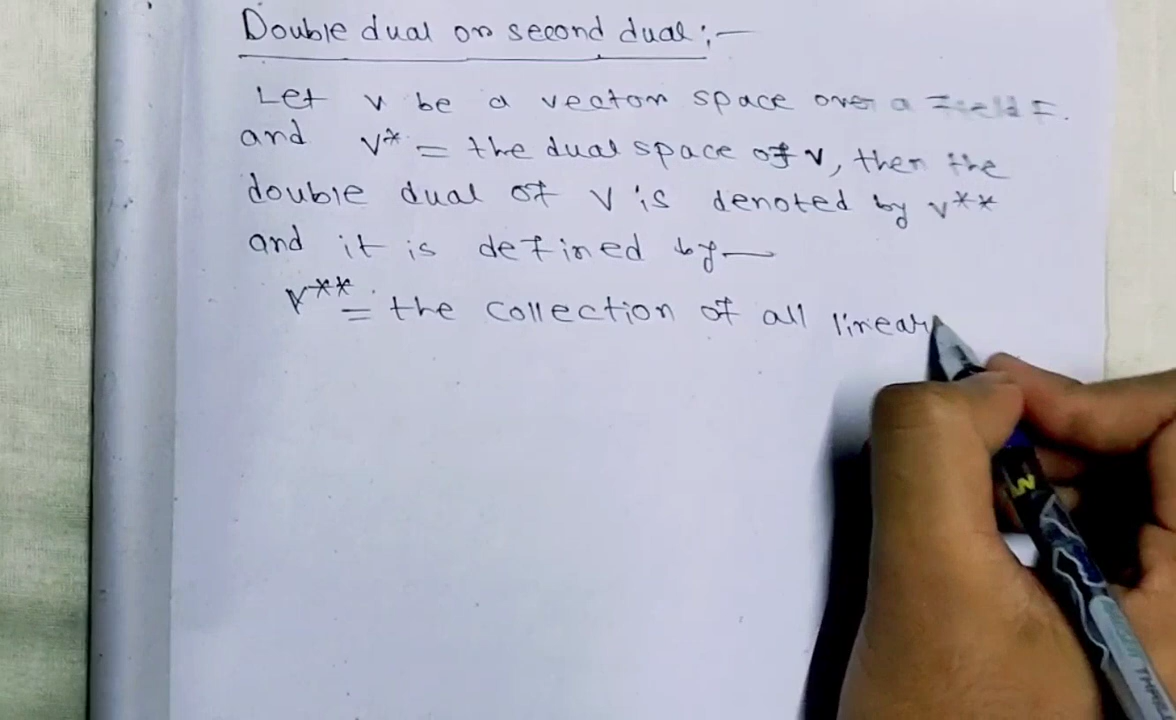 Double dual or second dual :-
Let V be a vector space over a Field F.
and V* = the dual space of V, then the
double dual of V is denoted by V**
and it is defined by —
V** = the collection of all linear